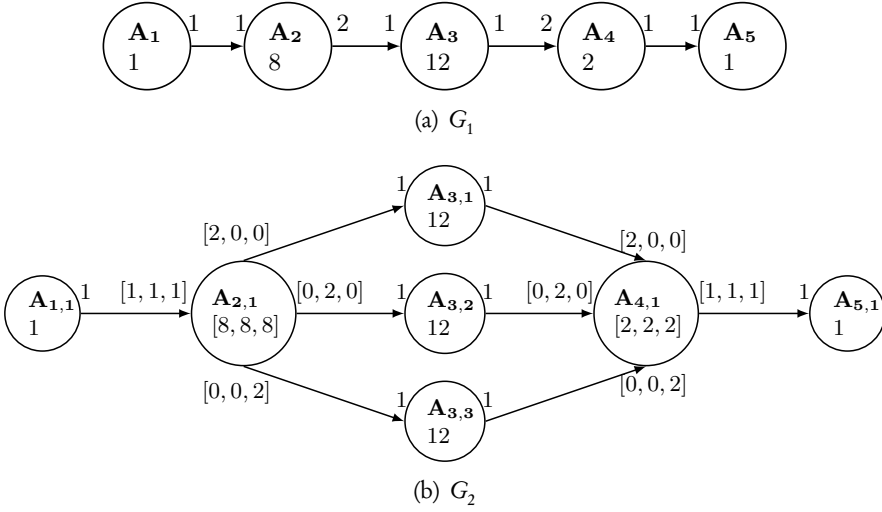 A₁ 1 1 A₂ 2 1 A₃ 1 2 A₄ 1 1 A₅
1 8 12 2 1
(a) G₁
1 A₃,₁ 1
12
[2, 0, 0] [2, 0, 0]
A₁,₁ 1 [1, 1, 1] A₂,₁ [0, 2, 0] 1 A₃,₂ 1 [0, 2, 0] A₄,₁ [1, 1, 1] 1 A₅,₁
1 [8, 8, 8] 12 [2, 2, 2] 1
[0, 0, 2] 1 A₃,₃ 1 [0, 0, 2]
12
(b) G₂